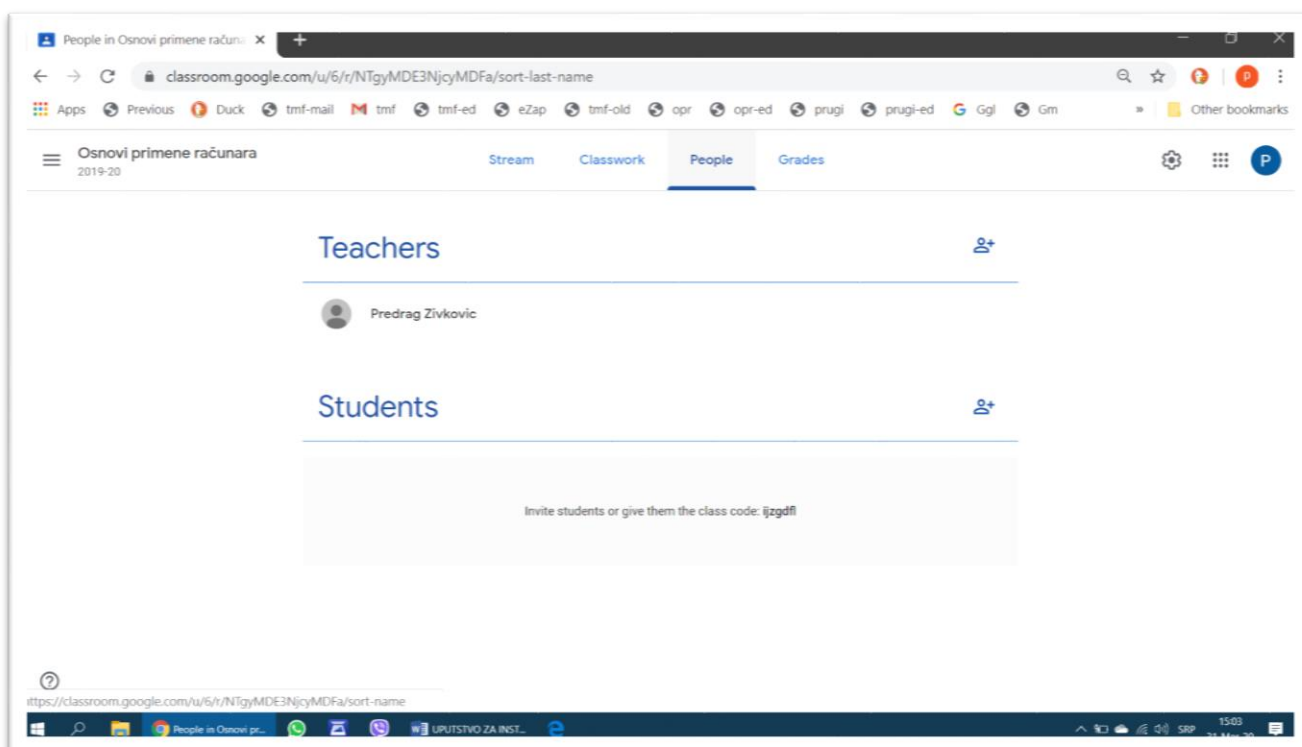 People in Osnovi primene računa
classroom.google.com/u/6/r/NTgyMDE3NjcyMDFa/sort-last-name
Apps Previous Duck tmf-mail tmf tmf-ed eZap tmf-old opr opr-ed prugi prugi-ed Ggl Gm » Other bookmarks
Osnovi primene računara Stream Classwork People Grades P
2019-20
Teachers
Predrag Zivkovic
Students
Invite students or give them the class code: ijzgdfl
ttps://classroom.google.com/u/6/r/NTgyMDE3NjcyMDFa/sort-name
People in Osnovi pr... UPUTSTVO ZA INST... SRP 15:03